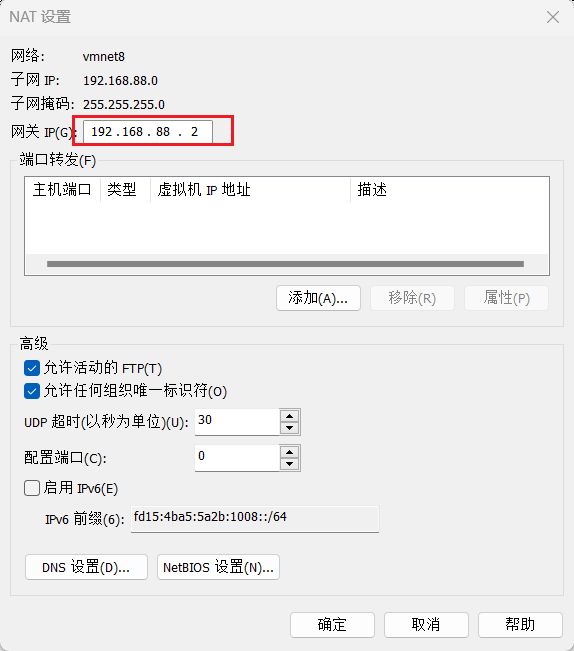 NAT 设置
网络: vmnet8
子网 IP: 192.168.88.0
子网掩码: 255.255.255.0
网关 IP(G): 192.168.88.2
端口转发(F)
主机端口 类型 虚拟机 IP 地址 描述
添加(A)... 移除(R) 属性(P)
高级
允许活动的 FTP(T)
允许任何组织唯一标识符(O)
UDP 超时(以秒为单位)(U): 30
配置端口(C): 0
启用 IPv6(E)
IPv6 前缀(6): fd15:4ba5:5a2b:1008::/64
DNS 设置(D)... NetBIOS 设置(N)...
确定 取消 帮助